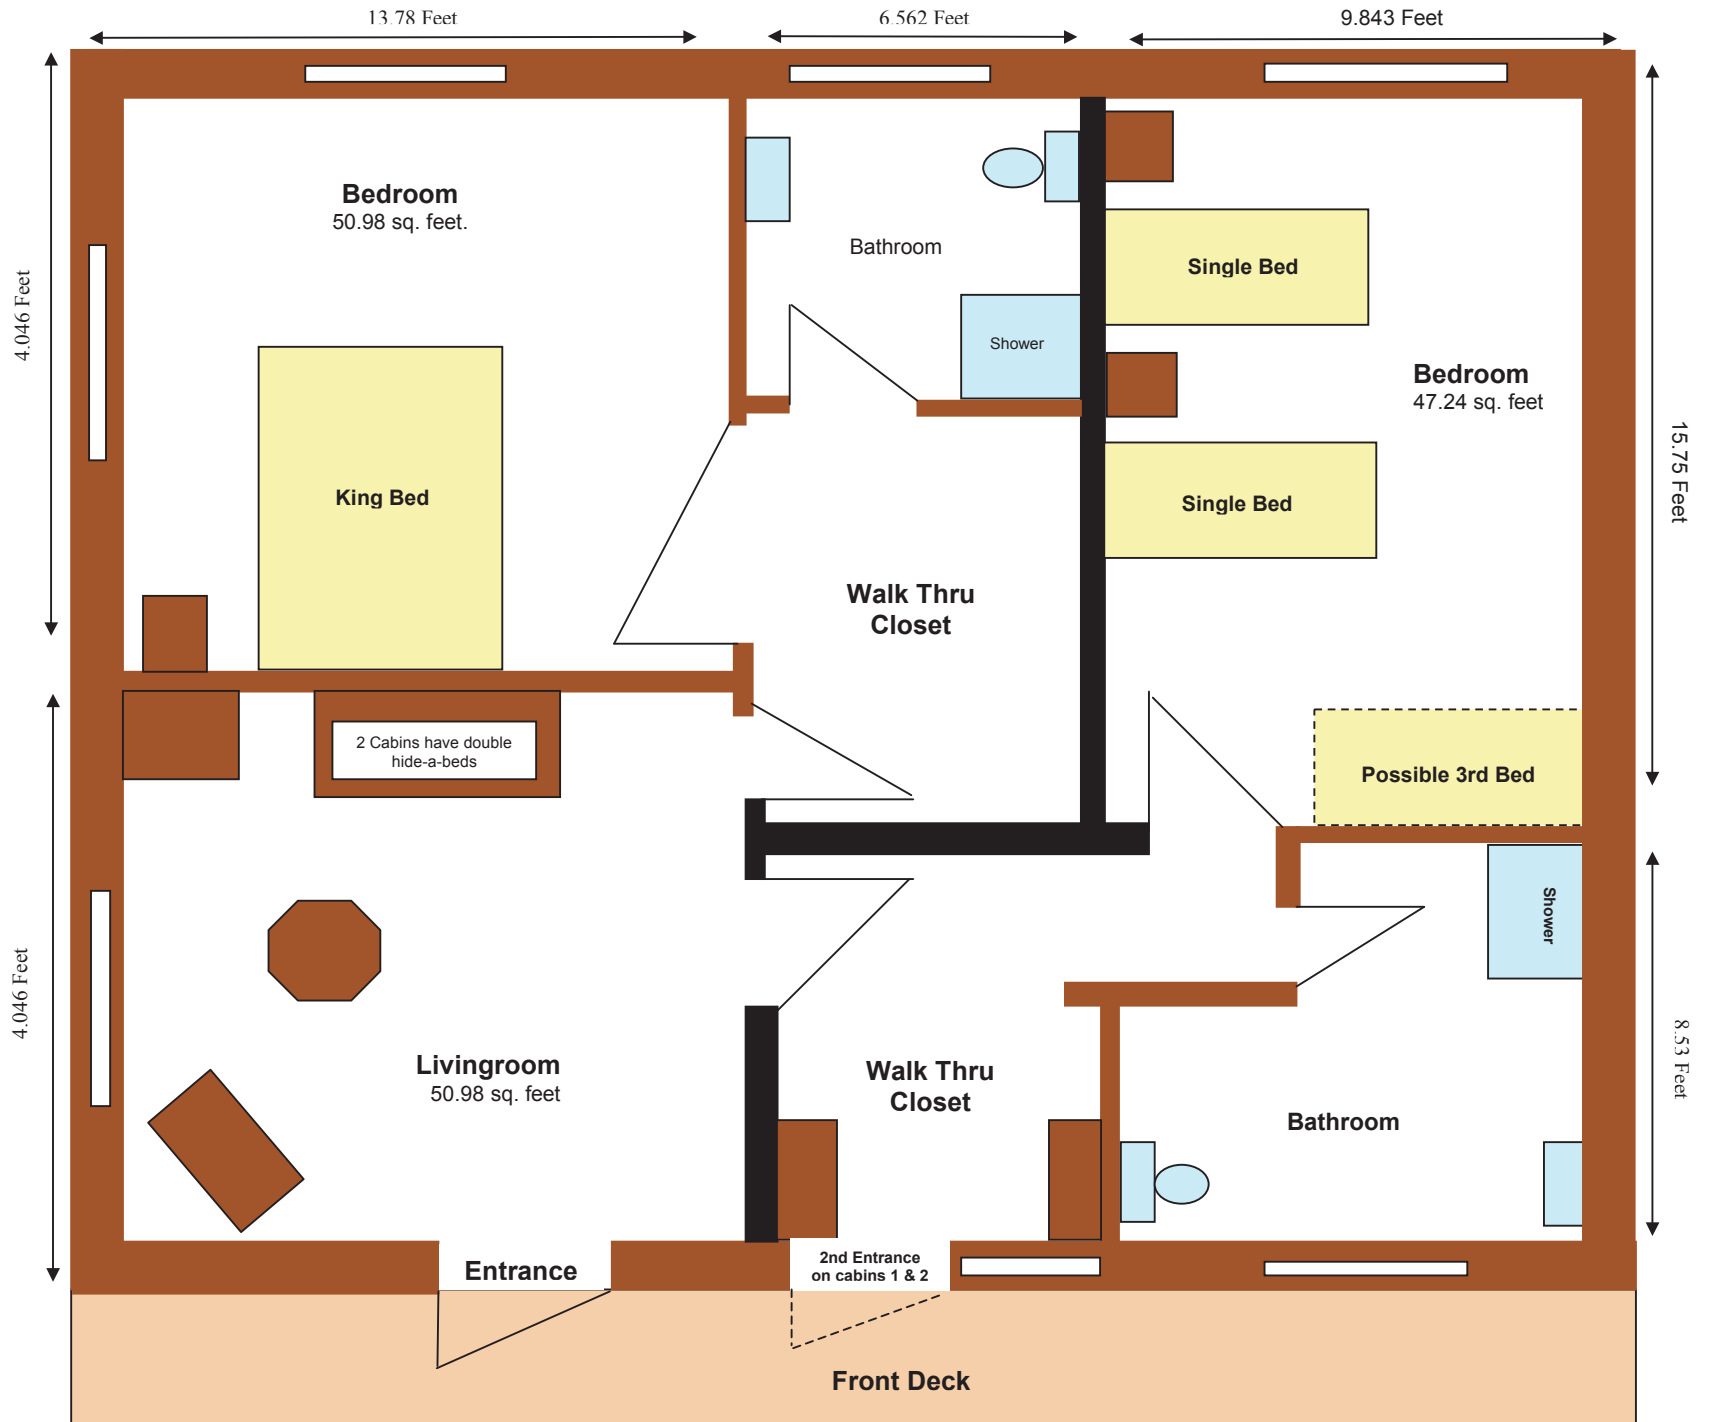 13.78 Feet
6.562 Feet
9.843 Feet
Bedroom
50.98 sq. feet.
Bathroom
Single Bed
4.046 Feet
Shower
Bedroom
47.24 sq. feet
15.75 Feet
King Bed
Single Bed
Walk Thru
Closet
2 Cabins have double
hide-a-beds
Possible 3rd Bed
Shower
4.046 Feet
8.53 Feet
Livingroom
50.98 sq. feet
Walk Thru
Closet
Bathroom
Entrance
2nd Entrance
on cabins 1 & 2
Front Deck